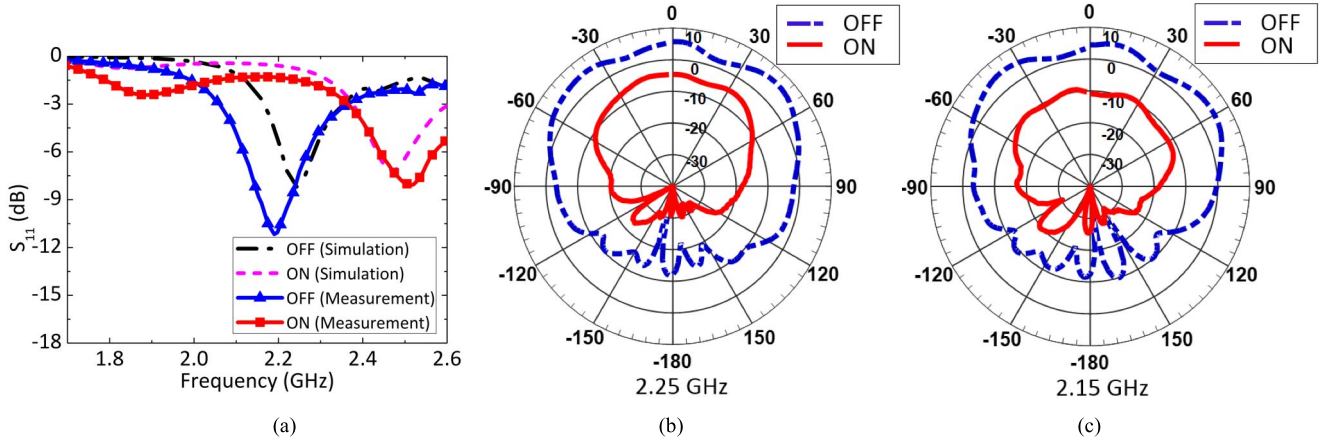 0
-3
-6
-9
-12
-15
-18
S11 (dB)
OFF (Simulation)
ON (Simulation)
OFF (Measurement)
ON (Measurement)
1.8 2.0 2.2 2.4 2.6
Frequency (GHz)
(a)
OFF
ON
0
-30 30
-60 60
-90 90
-120 120
-150 150
-180
10
0
-10
-20
-30
2.25 GHz
(b)
OFF
ON
0
-30 30
-60 60
-90 90
-120 120
-150 150
-180
10
0
-10
-20
-30
2.15 GHz
(c)